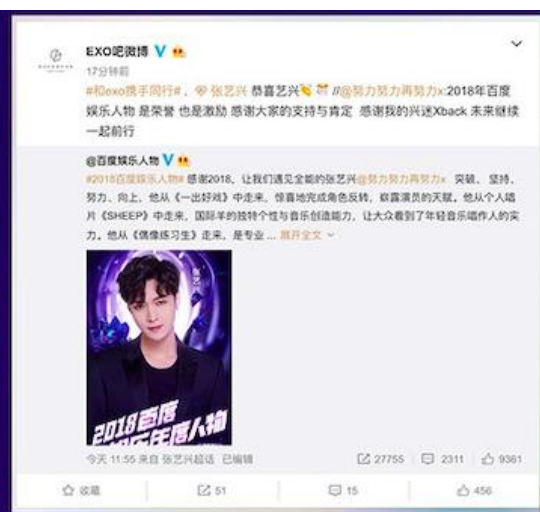 EXO吧微博
17分钟前
#和exo携手同行# . 张艺兴 恭喜艺兴 //@努力努力再努力x:2018年百度
娱乐人物 是荣誉 也是激励 感谢大家的支持与肯定 感谢我的兴迷Xback 未来继续
一起前行
@百度娱乐人物
#2018百度娱乐人物# 感谢2018，让我们遇见全能的张艺兴@努力努力再努力x 突破、坚持、
努力、向上，他从《一出好戏》中走来，惊喜地完成角色反转，崭露演员的天赋。他从个人唱
片《SHEEP》中走来，国际羊的独特个性与音乐创造能力，让大众看到了年轻音乐唱作人的实
力。他从《偶像练习生》走来，是专业 ... 展开全文
张艺兴
2018百度
年度人物
今天 11:55 来自 张艺兴超话 已编辑
27755 2311 9361
收藏 51 15 456